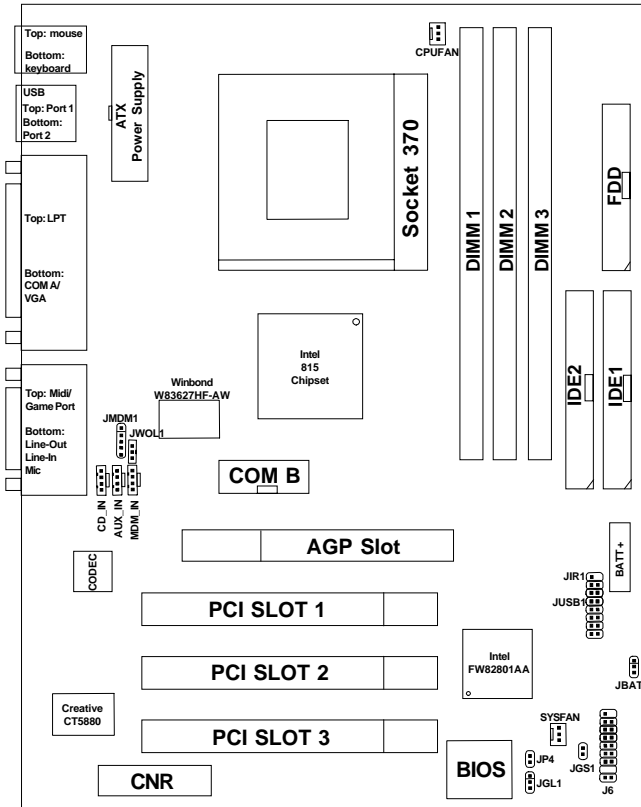 Top: mouse
Bottom:
keyboard
USB
Top: Port 1
Bottom:
Port 2
ATX
Power Supply
CPUFAN
Socket 370
DIMM 1
DIMM 2
DIMM 3
FDD
Top: LPT
Bottom:
COM A/
VGA
Intel
815
Chipset
IDE2
IDE1
Top: Midi/
Game Port
Bottom:
Line-Out
Line-In
Mic
Winbond
W83627HF-AW
JMDM1
JWOL1
CD_IN
AUX_IN
MDM_IN
COM B
AGP Slot
CODEC
BATT +
JIR1
JUSB1
PCI SLOT 1
PCI SLOT 2
Intel
FW82801AA
JBAT
Creative
CT5880
PCI SLOT 3
SYSFAN
CNR
BIOS
JP4
JGL1
JGS1
J6